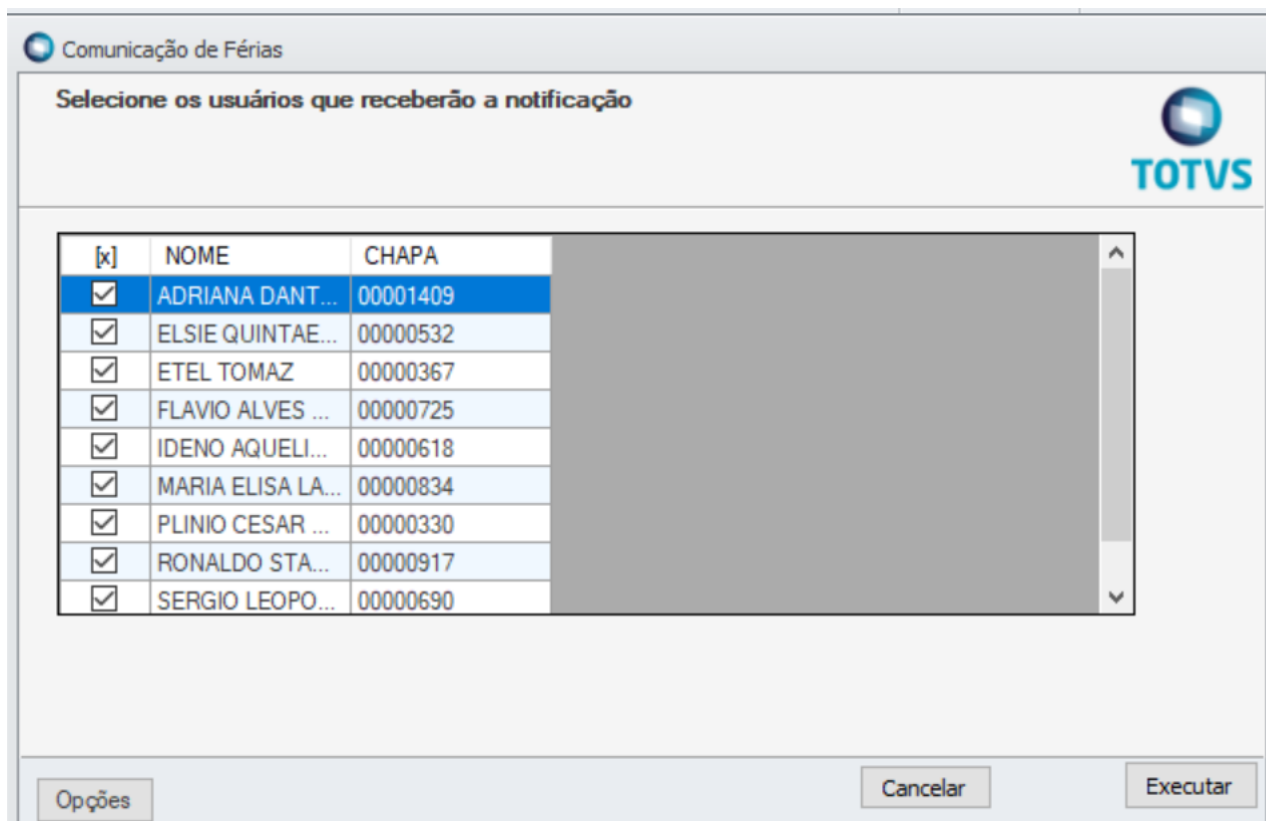 Comunicação de Férias
Selecione os usuários que receberão a notificação
TOTVS
[x] NOME CHAPA
ADRIANA DANT... 00001409
ELSIE QUINTAE... 00000532
ETEL TOMAZ 00000367
FLAVIO ALVES ... 00000725
IDENO AQUELI... 00000618
MARIA ELISA LA... 00000834
PLINIO CESAR ... 00000330
RONALDO STA... 00000917
SERGIO LEOPO... 00000690
Opções Cancelar Executar